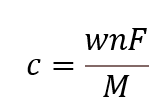 c = wnF / M